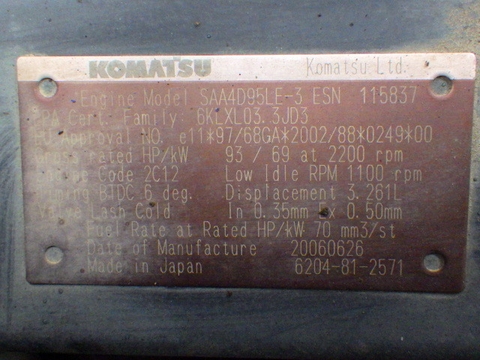 KOMATSU Komatsu Ltd.
Engine Model SAA4D95LE-3 ESN 115837
EPA Cert. Family: 6KLXL03.3JD3
EU Approval NO. e11*97/68GA*2002/88*0249*00
Gross rated HP/kW 93 / 69 at 2200 rpm
Engine Code 2C12 Low Idle RPM 1100 rpm
Timing BTDC 6 deg. Displacement 3.261L
Valve Lash Cold In 0.35mm Ex 0.50mm
Fuel Rate at Rated HP/kW 70 mm3/st
Date of Manufacture 20060626
Made in Japan 6204-81-2571